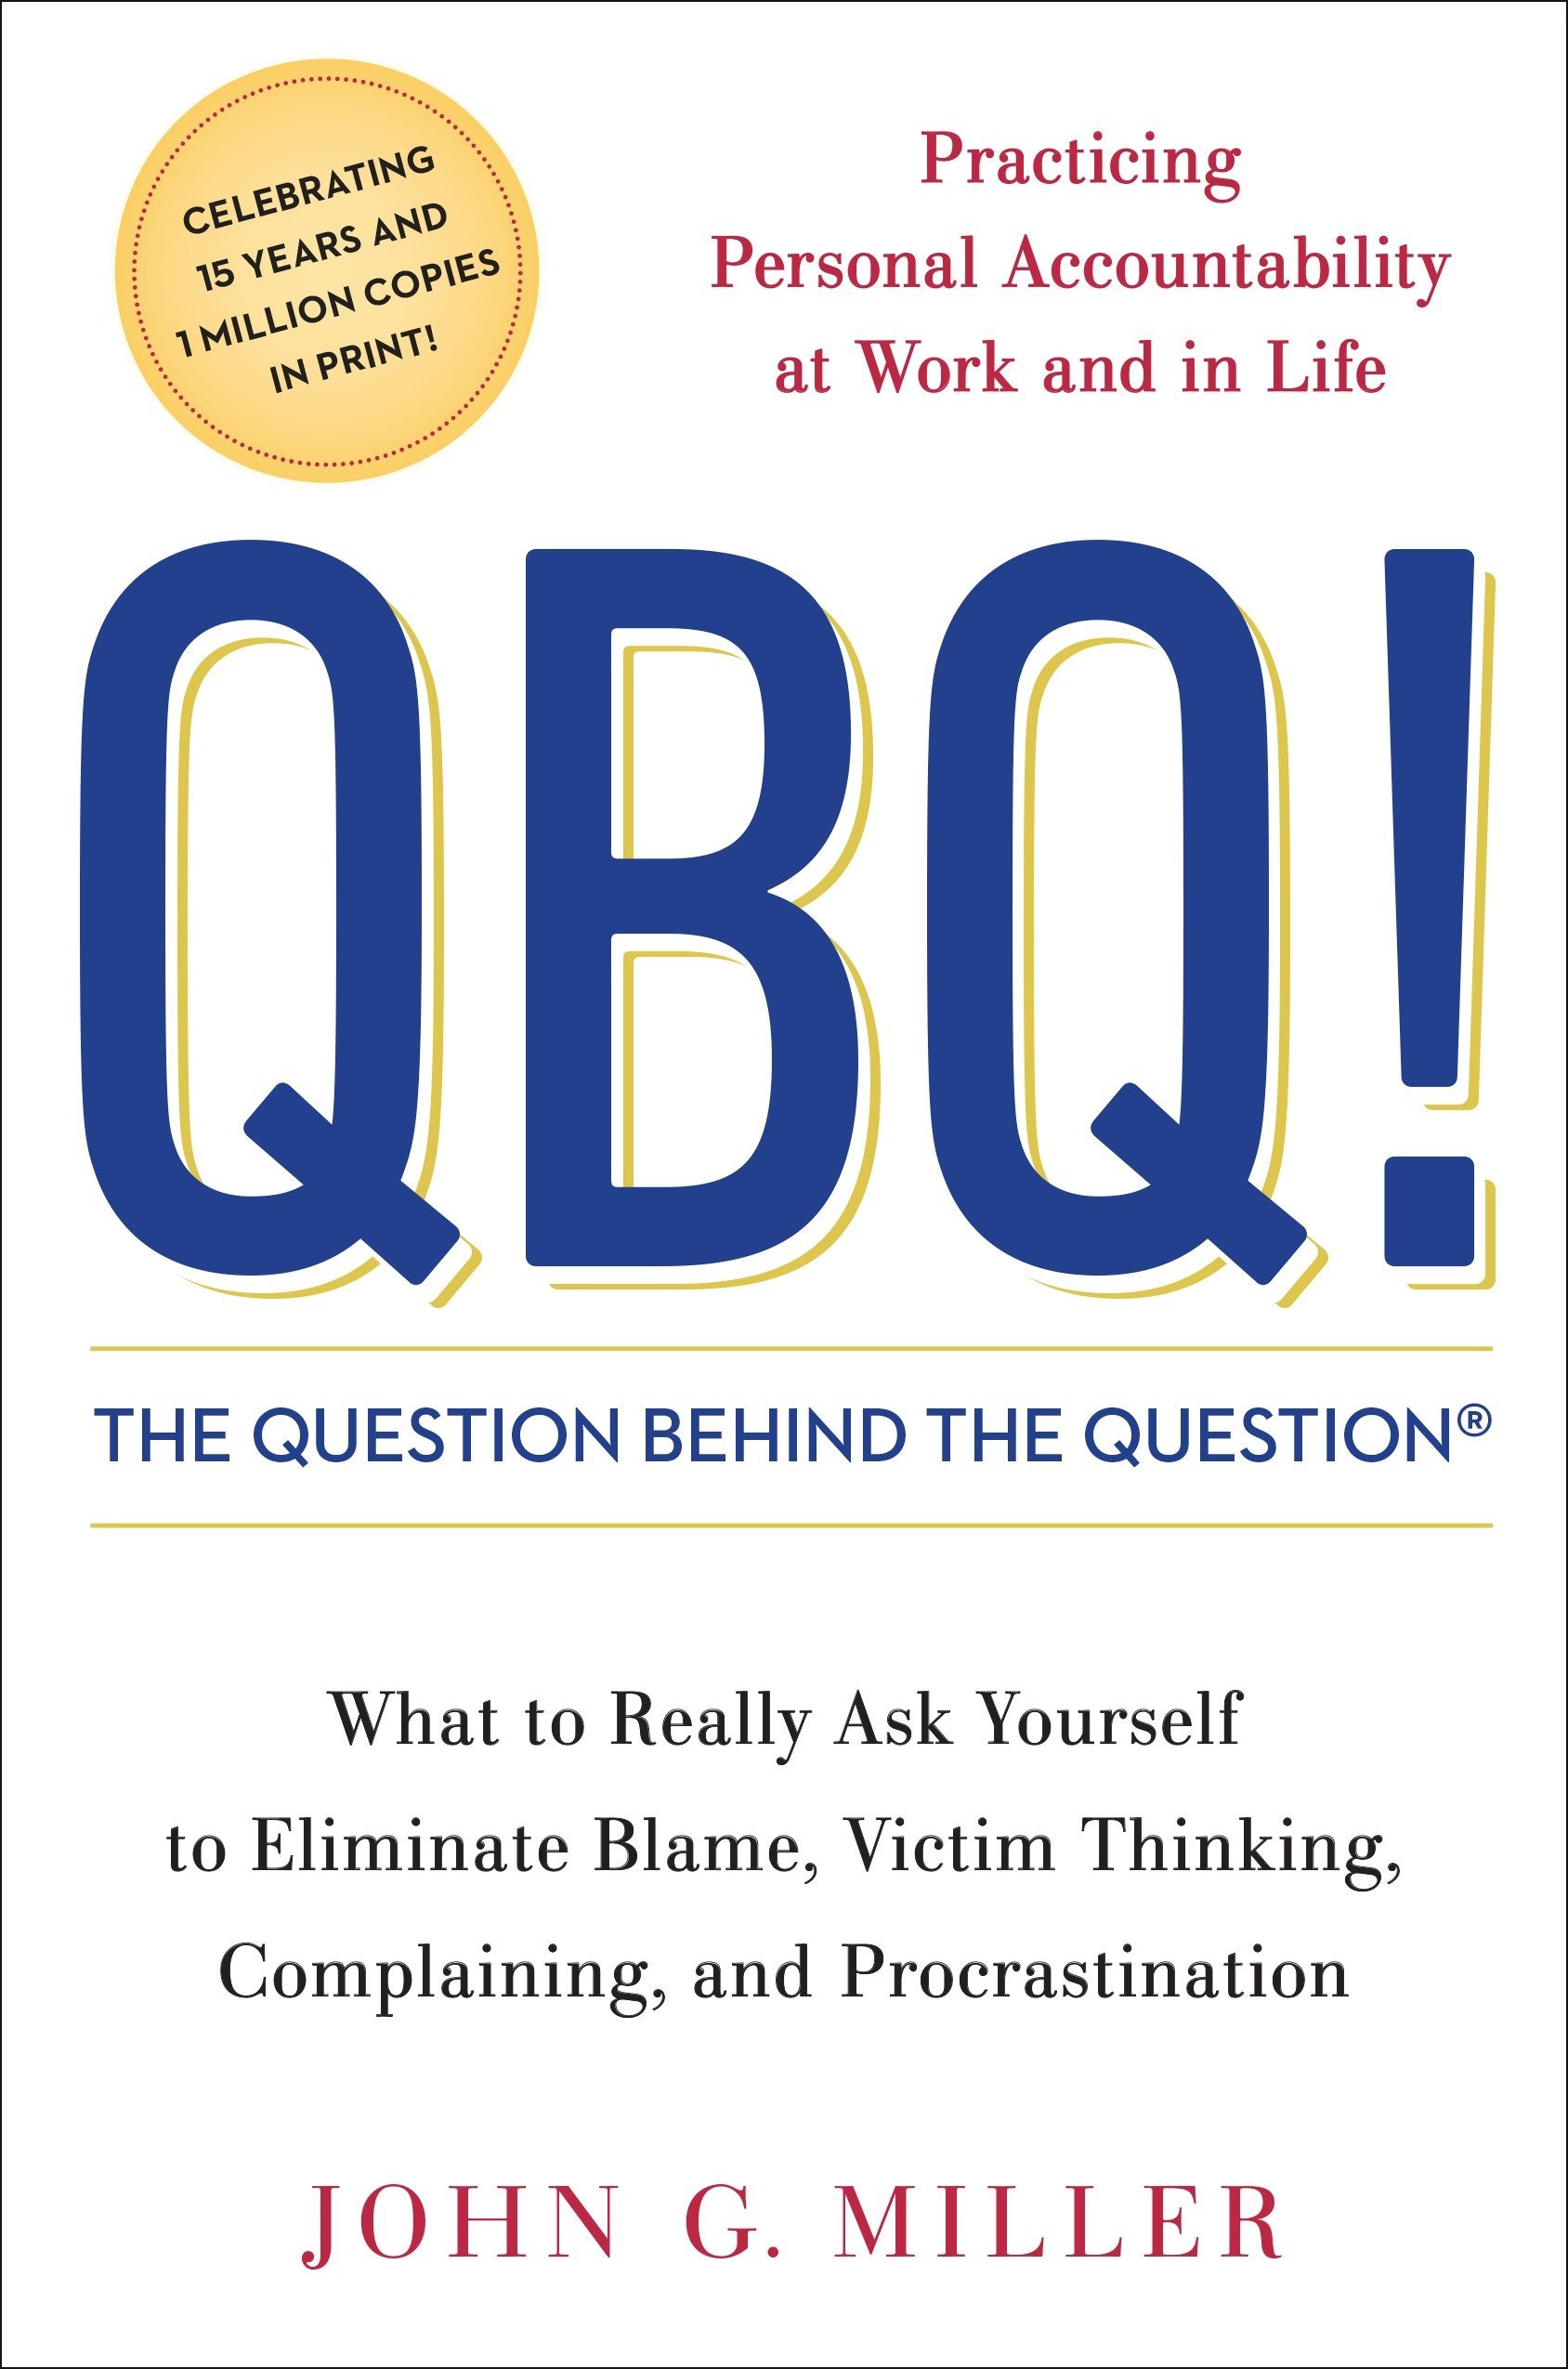 CELEBRATING
15 YEARS AND
1 MILLION COPIES
IN PRINT!
Practicing
Personal Accountability
at Work and in Life
QBQ!
THE QUESTION BEHIND THE QUESTION®
What to Really Ask Yourself
to Eliminate Blame, Victim Thinking,
Complaining, and Procrastination
JOHN G. MILLER